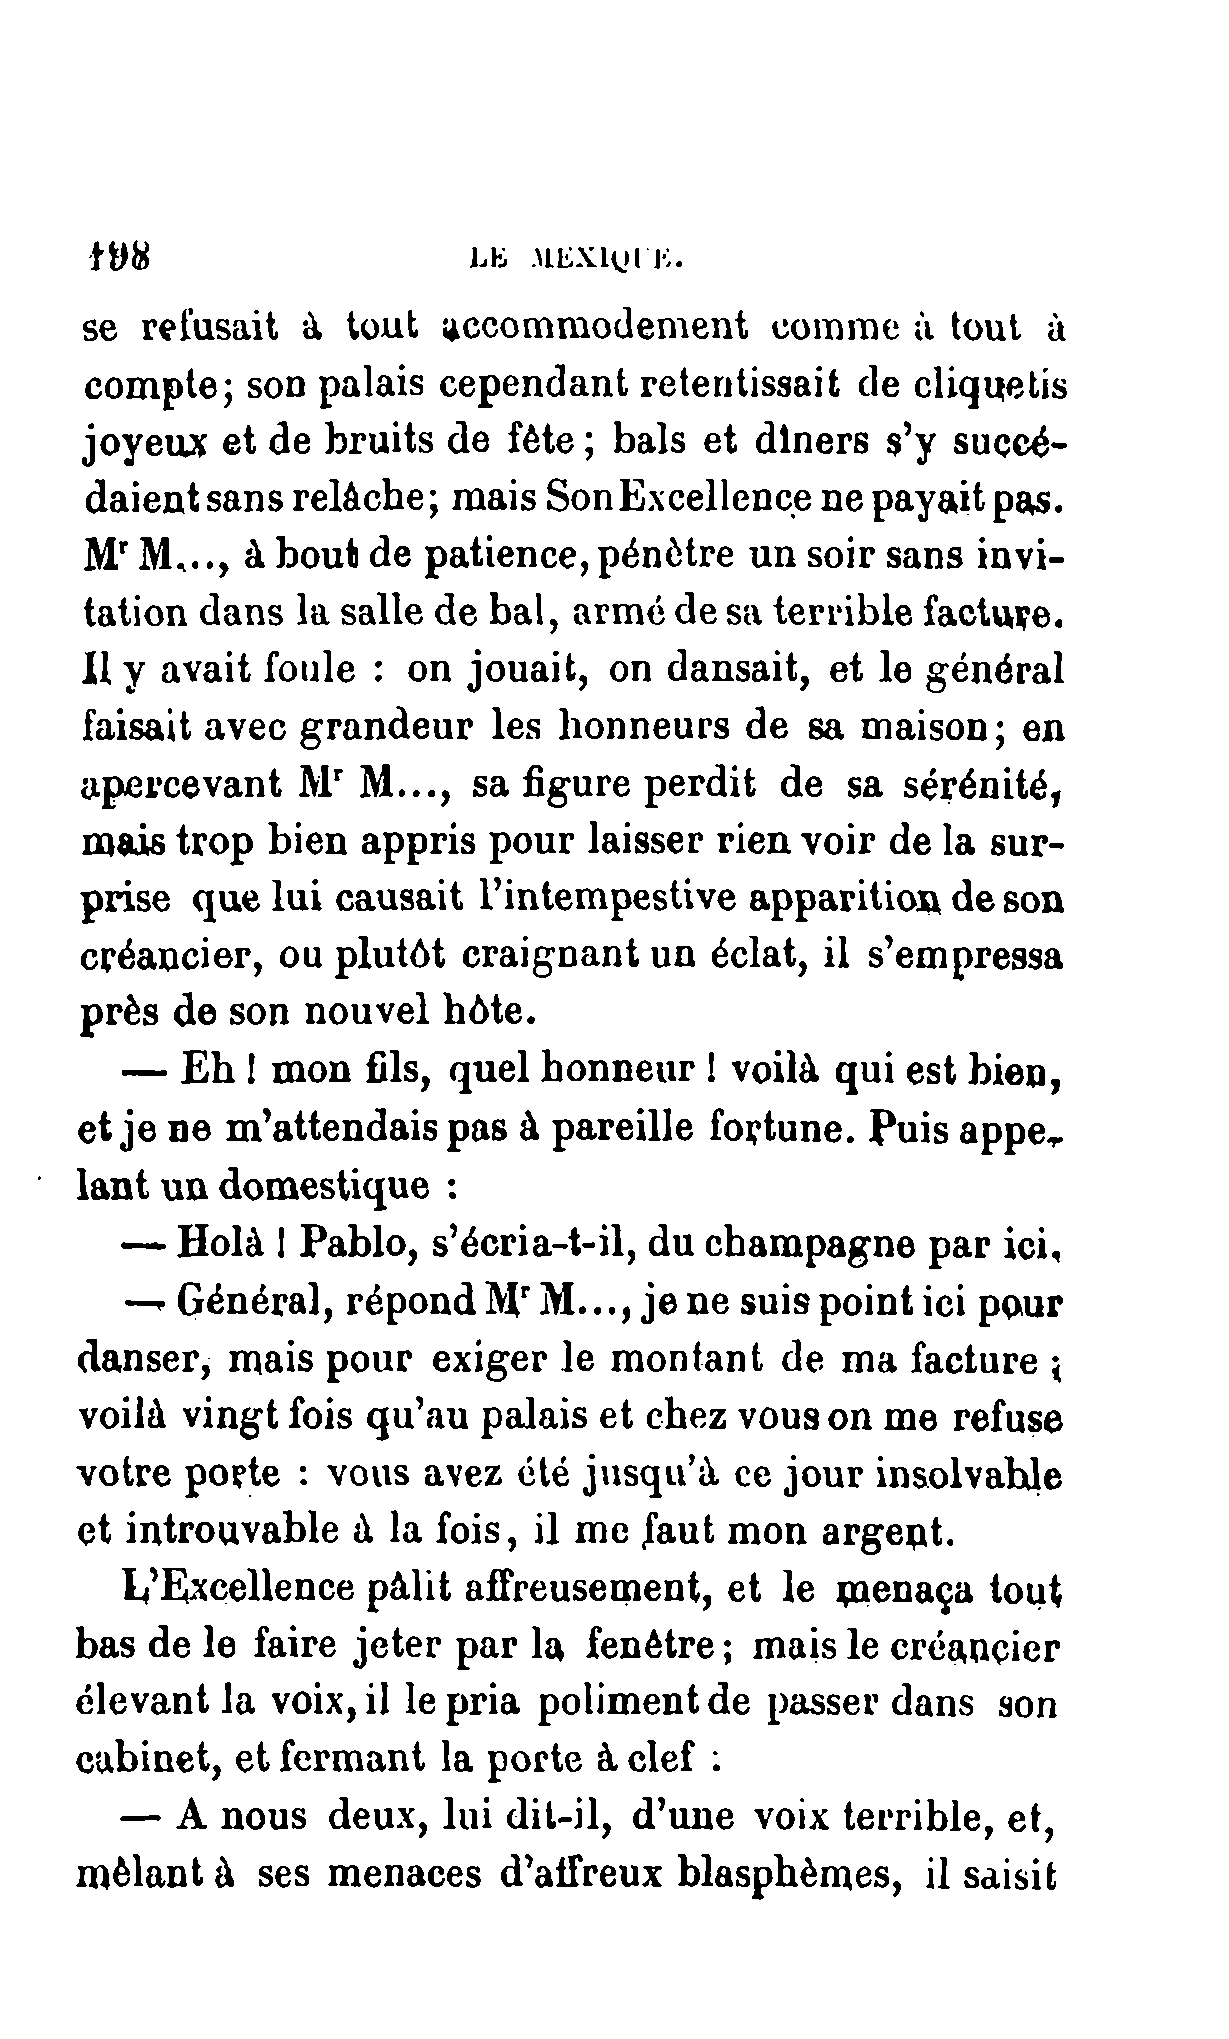 198 LE MEXIQUE.
se refusait à tout accommodement comme à tout à
compte; son palais cependant retentissait de cliquetis
joyeux et de bruits de fête; bals et dîners s'y succé-
daient sans relâche; mais Son Excellence ne payait pas.
Mr M..., à bout de patience, pénètre un soir sans invi-
tation dans la salle de bal, armé de sa terrible facture.
Il y avait foule : on jouait, on dansait, et le général
faisait avec grandeur les honneurs de sa maison; en
apercevant Mr M..., sa figure perdit de sa sérénité,
mais trop bien appris pour laisser rien voir de la sur-
prise que lui causait l'intempestive apparition de son
créancier, ou plutôt craignant un éclat, il s'empressa
près de son nouvel hôte.
— Eh ! mon fils, quel honneur ! voilà qui est bien,
et je ne m'attendais pas à pareille fortune. Puis appe-
lant un domestique :
— Holà ! Pablo, s'écria-t-il, du champagne par ici.
— Général, répond Mr M..., je ne suis point ici pour
danser, mais pour exiger le montant de ma facture ;
voilà vingt fois qu'au palais et chez vous on me refuse
votre porte : vous avez été jusqu'à ce jour insolvable
et introuvable à la fois, il me faut mon argent.
L'Excellence pâlit affreusement, et le menaça tout
bas de le faire jeter par la fenêtre; mais le créancier
élevant la voix, il le pria poliment de passer dans son
cabinet, et fermant la porte à clef :
— A nous deux, lui dit-il, d'une voix terrible, et,
mêlant à ses menaces d'affreux blasphèmes, il saisit